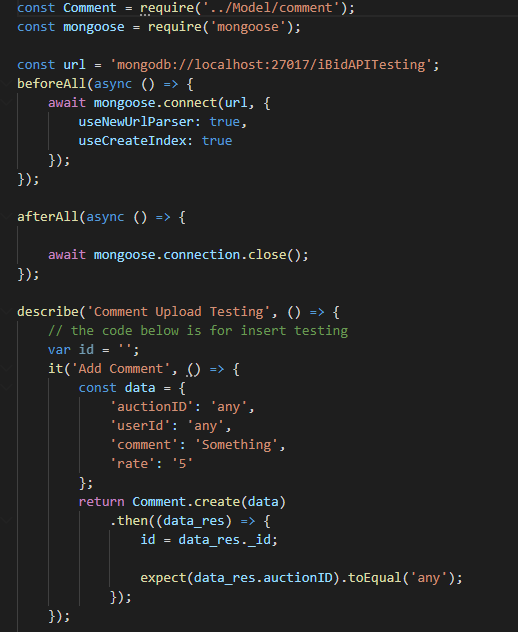 const Comment = require('../Model/comment');
const mongoose = require('mongoose');
const url = 'mongodb://localhost:27017/iBidAPITesting';
beforeAll(async () => {
    await mongoose.connect(url, {
        useNewUrlParser: true,
        useCreateIndex: true
    });
});
afterAll(async () => {
    await mongoose.connection.close();
});
describe('Comment Upload Testing', () => {
    // the code below is for insert testing
    var id = '';
    it('Add Comment', () => {
        const data = {
            'auctionID': 'any',
            'userId': 'any',
            'comment': 'Something',
            'rate': '5'
        };
        return Comment.create(data)
            .then((data_res) => {
                id = data_res._id;
                expect(data_res.auctionID).toEqual('any');
            });
    });